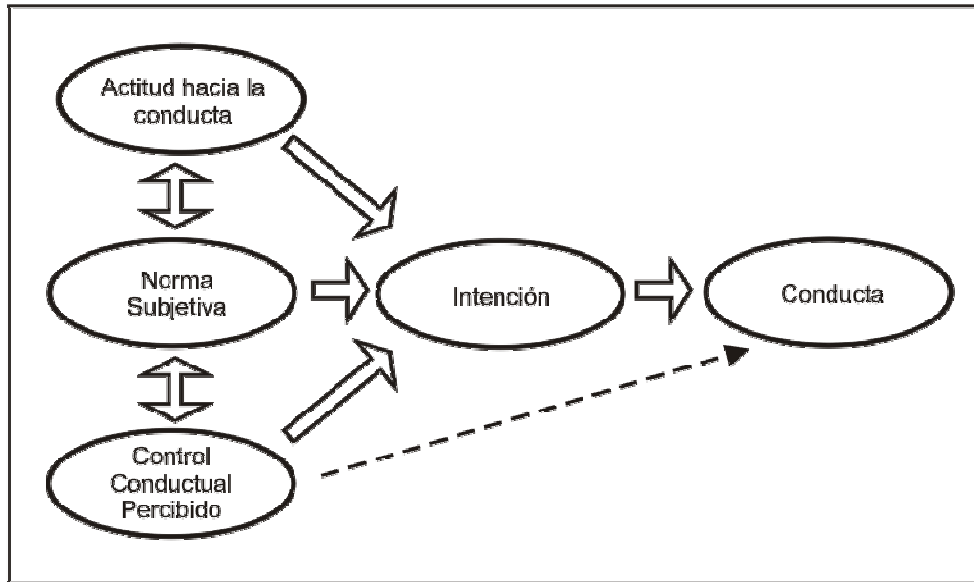 Actitud hacia la
conducta
Norma
Subjetiva
Intención
Conducta
Control
Conductual
Percibido